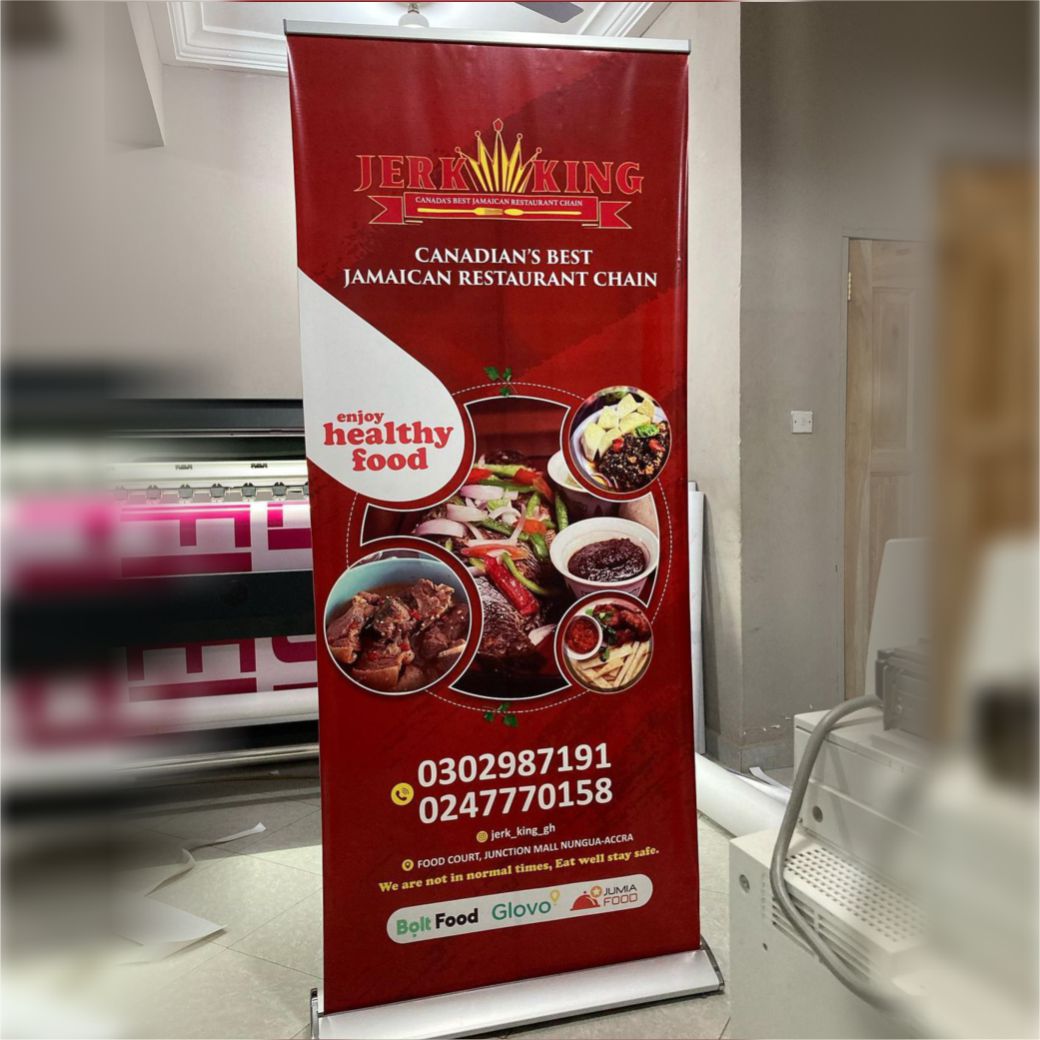 JERK KING
CANADA'S BEST JAMAICAN RESTAURANT CHAIN
CANADIAN'S BEST
JAMAICAN RESTAURANT CHAIN
enjoy
healthy
food
0302987191
0247770158
jerk_king_gh
FOOD COURT, JUNCTION MALL NUNGUA-ACCRA
We are not in normal times, Eat well stay safe.
Bolt Food
Glovo
JUMIA
FOOD